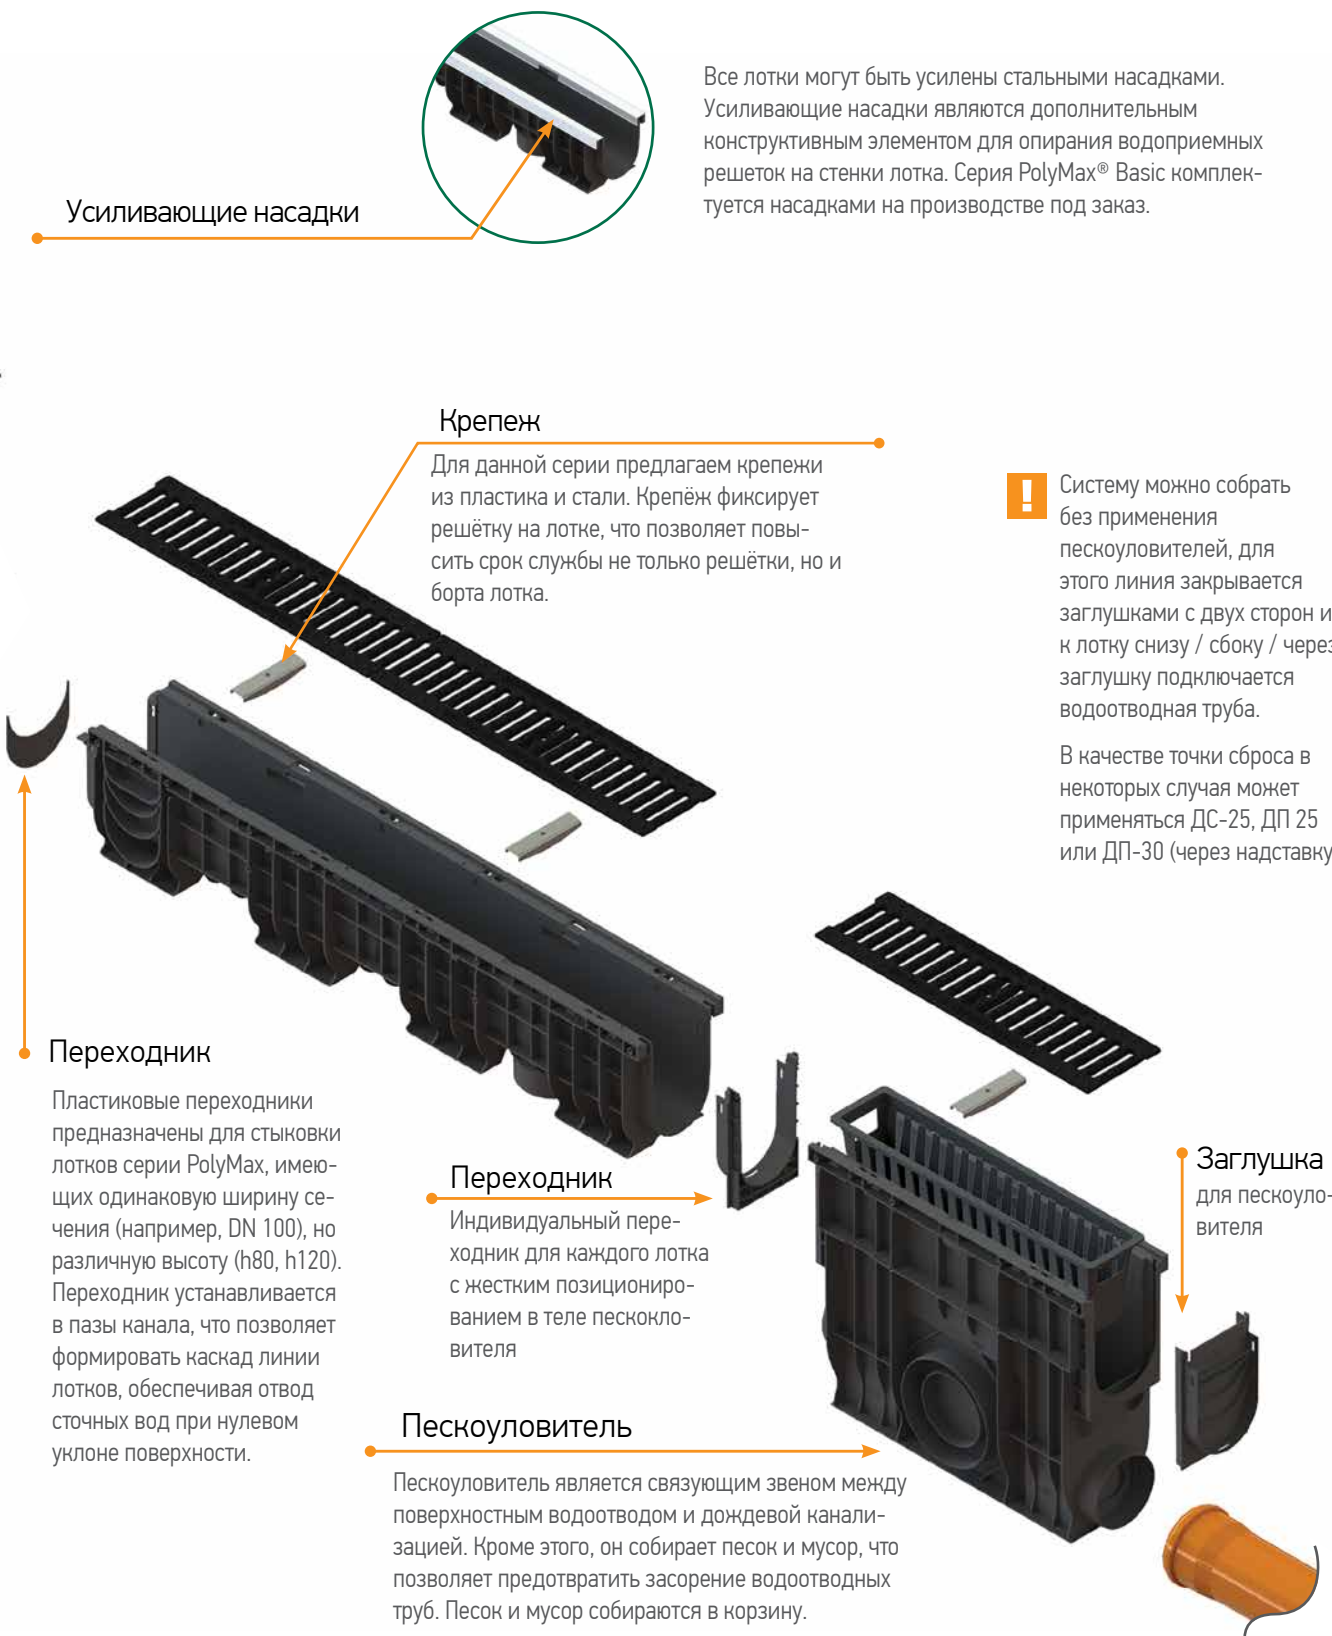 Все лотки могут быть усилены стальными насадками.
Усиливающие насадки являются дополнительным
конструктивным элементом для опирания водоприемных
решеток на стенки лотка. Серия PolyMax® Basic комплек-
туется насадками на производстве под заказ.
Усиливающие насадки
Крепеж
Для данной серии предлагаем крепежи
из пластика и стали. Крепёж фиксирует
решётку на лотке, что позволяет повы-
сить срок службы не только решётки, но и
борта лотка.
!
Систему можно собрать
без применения
пескоуловителей, для
этого линия закрывается
заглушками с двух сторон и
к лотку снизу / сбоку / через
заглушку подключается
водоотводная труба.
В качестве точки сброса в
некоторых случая может
применяться ДС-25, ДП 25
или ДП-30 (через надставку
Переходник
Пластиковые переходники
предназначены для стыковки
лотков серии PolyMax, имею-
щих одинаковую ширину се-
чения (например, DN 100), но
различную высоту (h80, h120).
Переходник устанавливается
в пазы канала, что позволяет
формировать каскад линии
лотков, обеспечивая отвод
сточных вод при нулевом
уклоне поверхности.
Переходник
Индивидуальный пере-
ходник для каждого лотка
с жестким позициониро-
ванием в теле пескокло-
вителя
Заглушка
для пескоуло-
вителя
Пескоуловитель
Пескоуловитель является связующим звеном между
поверхностным водоотводом и дождевой канали-
зацией. Кроме этого, он собирает песок и мусор, что
позволяет предотвратить засорение водоотводных
труб. Песок и мусор собираются в корзину.